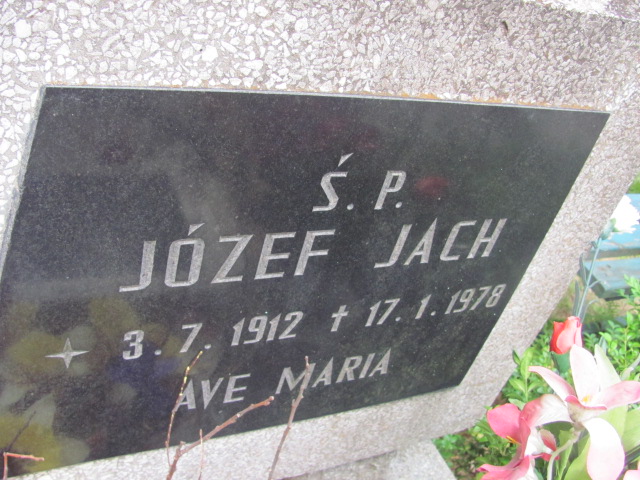 Ś. P.
JÓZEF JACH
3. 7. 1912 † 17. 1. 1978
AVE MARIA